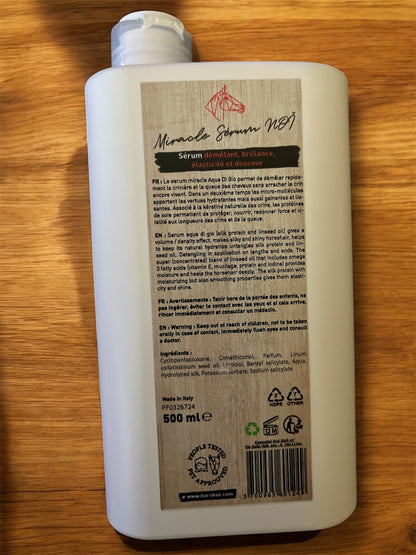 Miracle Sérum N°1
Sérum démêlant, brillance,
élasticité et douceur
FR : Le serum miracle Aqua Di Gio permet de démêler rapide-
ment la crinière et la queue des chevaux sans arracher le crin
encore vivant. Dans un deuxième temps les micro-mollécules
apportent les vertues hydratantes mais aussi gainantes et lis-
santes. Associé à la kératine naturelle des crins, les protéines
de soie permettent de protéger, nourrir, redonner force et vita-
lité aux longueurs des crins et de la queue.
EN : Serum aqua di gio (silk protein and linseed oil) gives a
volume / density effect, makes silky and shiny horsehair, helps
to keep its natural hydration untangles silk protein and lin-
seed oil. Detangling in application on lengths and ends. The
super (concentrated) blend of linseed oil that includes omega
3 fatty acids (vitamin E, mucilage, protein and iodine) provides
moisture and heals the horsehair deeply. The silk protein with
moisturizing but also smoothing properties gives them elasti-
city and shine.
FR : Avertissements : Tenir hors de la portée des enfants, ne
pas ingérer, éviter le contact avec les yeux et si cela arrive,
rincer immédiatement et consulter un médecin.
EN : Warning : Keep out of reach of children, not to be taken
orally in case of contact, immediately flush eyes and consult
a doctor.
Ingrédients :
Cyclopentasiloxane, Dimethiconol, Parfum, Linum
usitatissimum seed oil, Linalool, Benzyl salicylate, Aqua,
Hydrolyzed silk, Potassium sorbate, Sodium salicylate.
Made in Italy
PF0326724
500 ml e
HDPE OTHER
12 M
PEOPLE TESTED
PET APPROVED